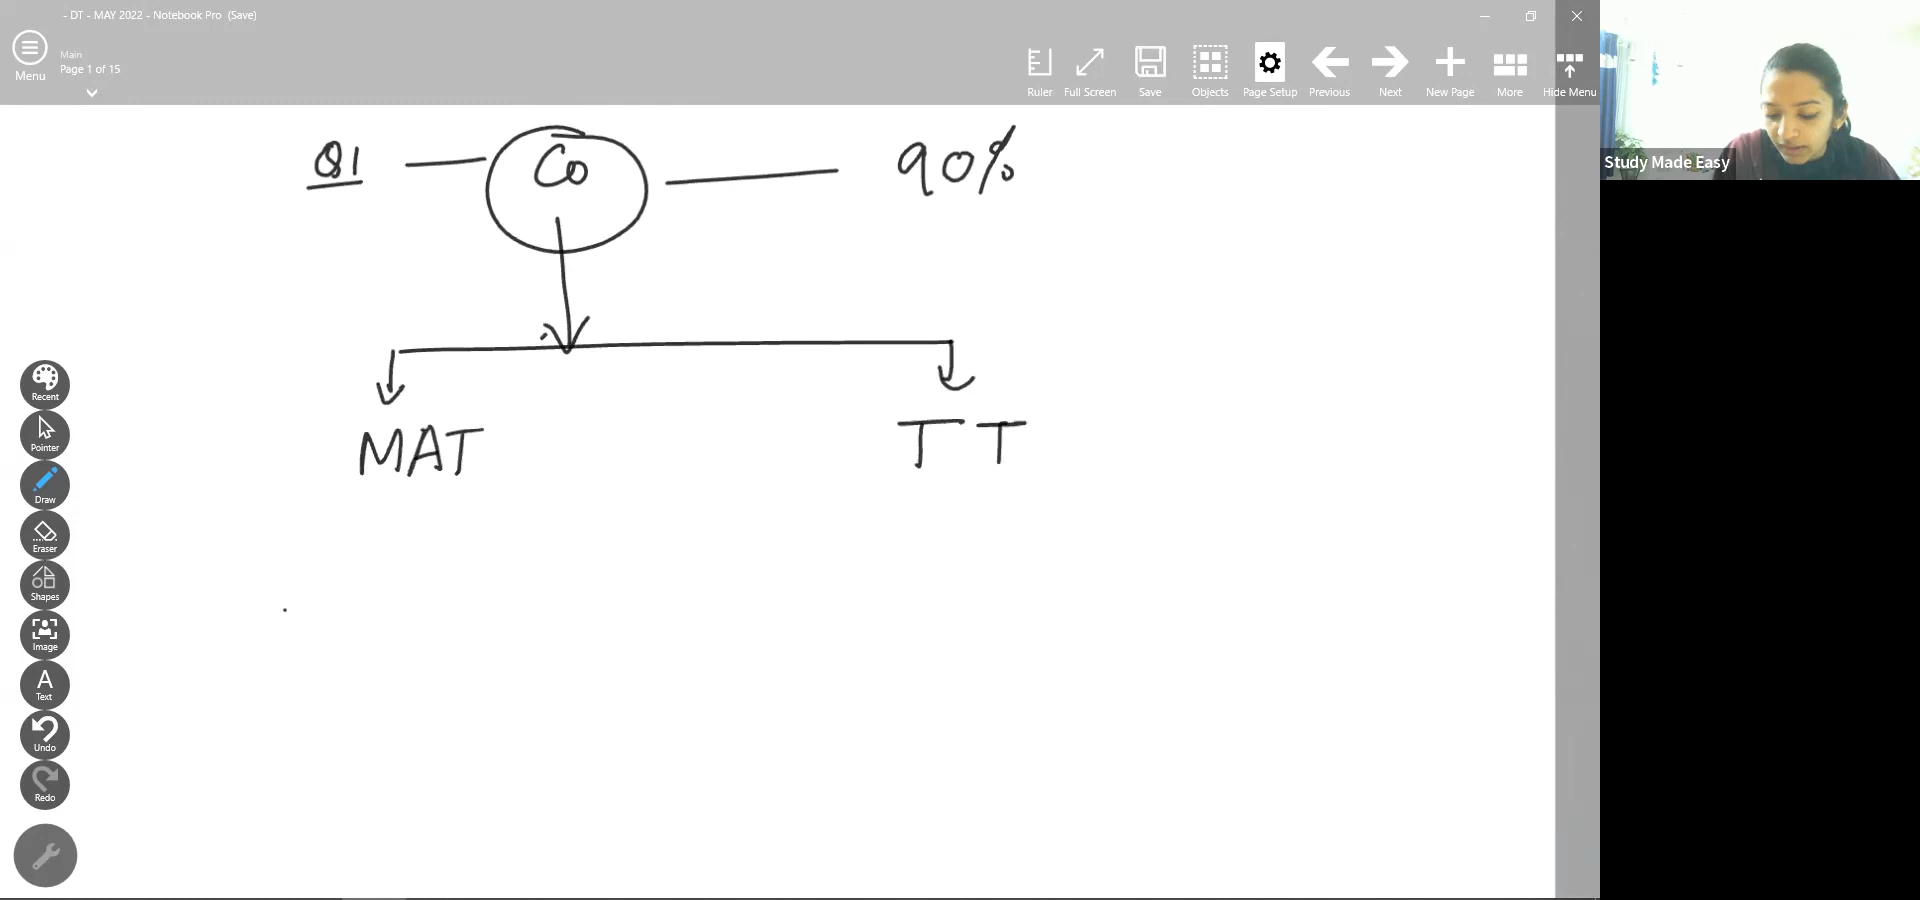 - DT - MAY 2022 - Notebook Pro (Save)
Menu
Main
Page 1 of 15
Ruler
Full Screen
Save
Objects
Page Setup
Previous
Next
New Page
More
Hide Menu
Study Made Easy
Q1 — Co — 90%
MAT TT
Recent
Pointer
Draw
Eraser
Shapes
Image
A
Text
Undo
Redo